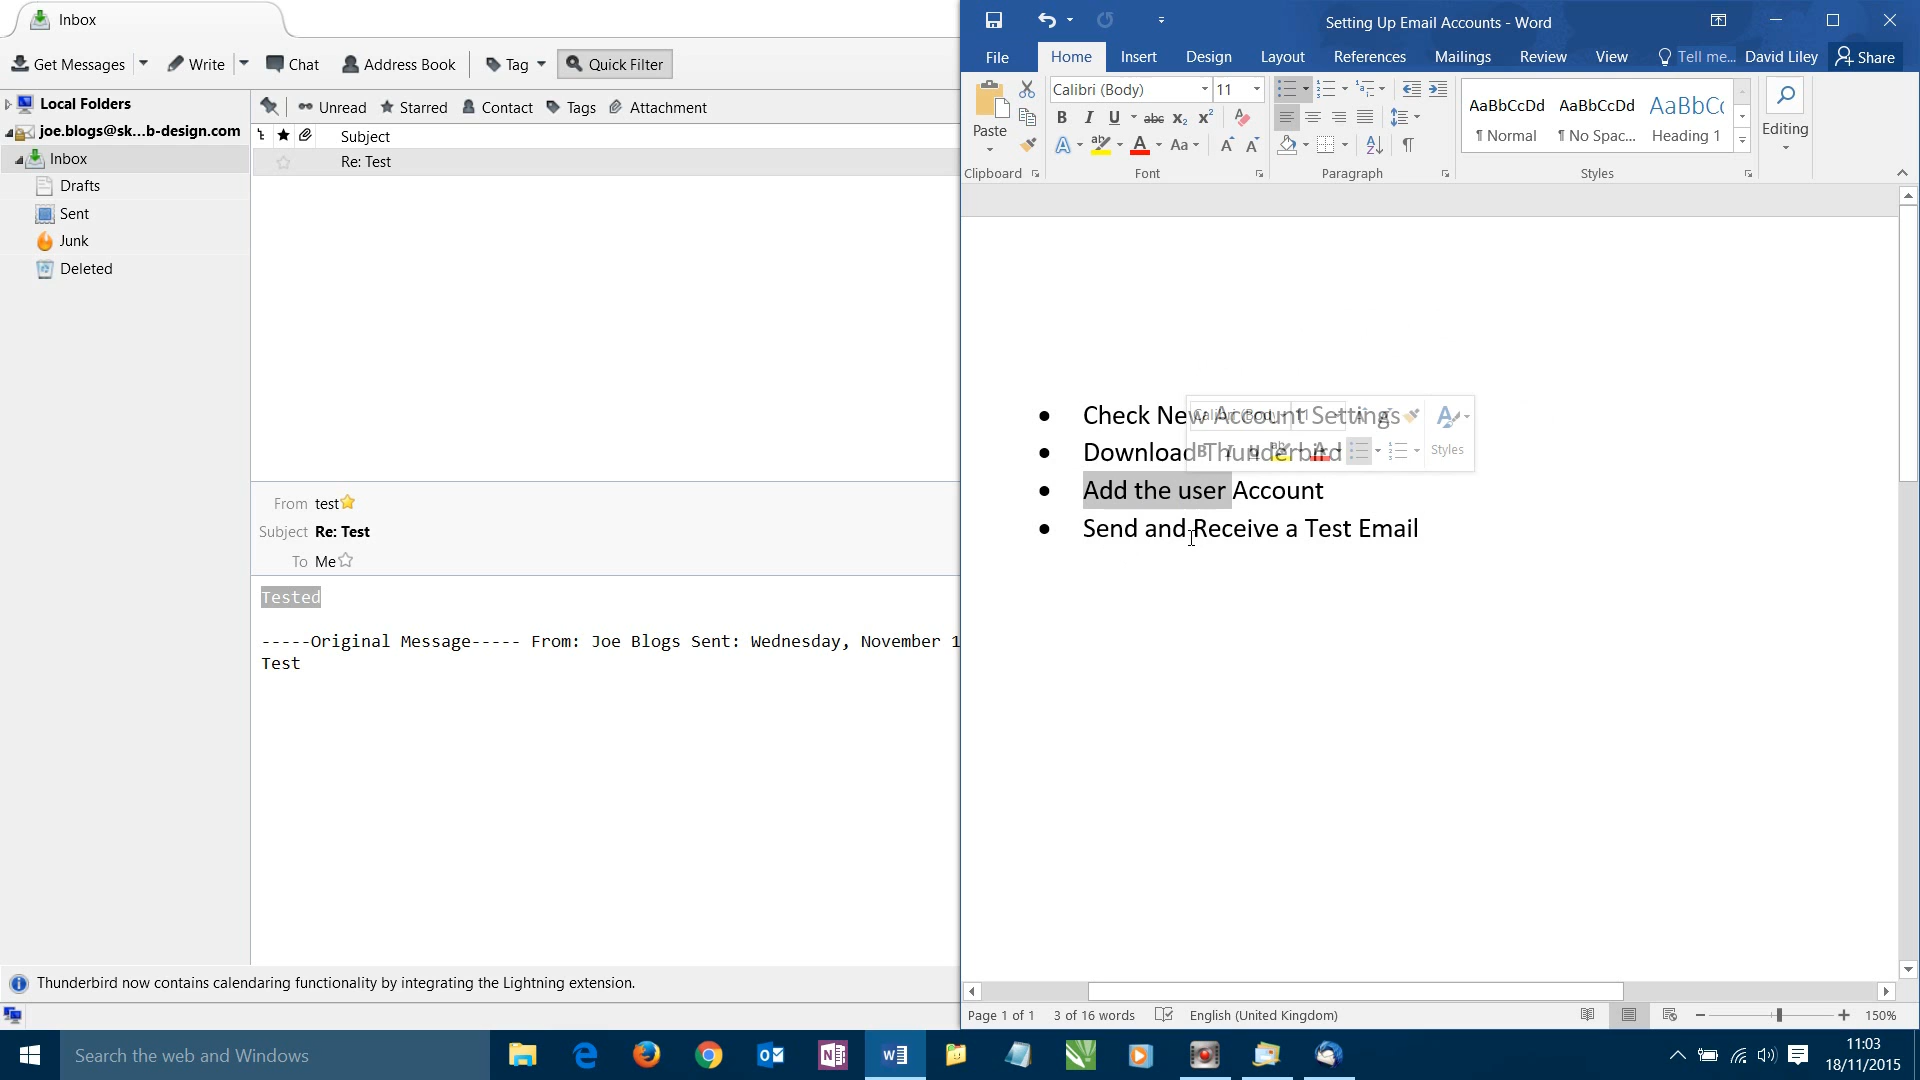 Inbox
Get Messages Write Chat Address Book Tag Quick Filter
Local Folders
joe.blogs@sk...b-design.com
Inbox
Drafts
Sent
Junk
Deleted
Unread Starred Contact Tags Attachment
Subject
Re: Test
From test
Subject Re: Test
To Me
Tested
-----Original Message----- From: Joe Blogs Sent: Wednesday, November 1
Test
Thunderbird now contains calendaring functionality by integrating the Lightning extension.
Setting Up Email Accounts - Word
File Home Insert Design Layout References Mailings Review View Tell me... David Liley Share
Paste
Calibri (Body) 11
B I U abc X₂ X² 
A ab A Aa A A
Clipboard Font Paragraph Styles
AaBbCcDd AaBbCcDd AaBbCc
¶ Normal ¶ No Spac... Heading 1
Editing
• Check New Account Settings
• Download Thunderbird
• Add the user Account
• Send and Receive a Test Email
Styles
Page 1 of 1 3 of 16 words English (United Kingdom) 150%
Search the web and Windows
11:03
18/11/2015